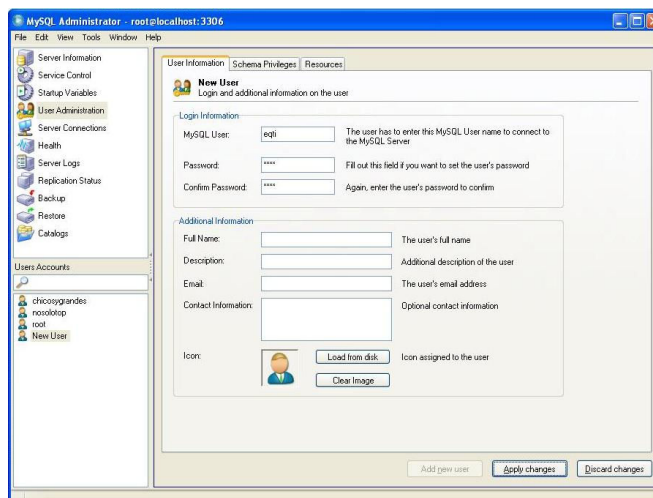 MySQL Administrator - root@localhost:3306
File Edit View Tools Window Help
Server Information
Service Control
Startup Variables
User Administration
Server Connections
Health
Server Logs
Replication Status
Backup
Restore
Catalogs
Users Accounts
chicosygrandes
nosolotop
root
New User
User Information Schema Privileges Resources
New User
Login and additional information on the user
Login Information
MySQL User: eqti The user has to enter this MySQL User name to connect to
the MySQL Server
Password: **** Fill out this field if you want to set the user's password
Confirm Password: **** Again, enter the user's password to confirm
Additional Information
Full Name: The user's full name
Description: Additional description of the user
Email: The user's email address
Contact Information: Optional contact information
Icon: Load from disk Icon assigned to the user
Clear Image
Add new user Apply changes Discard changes